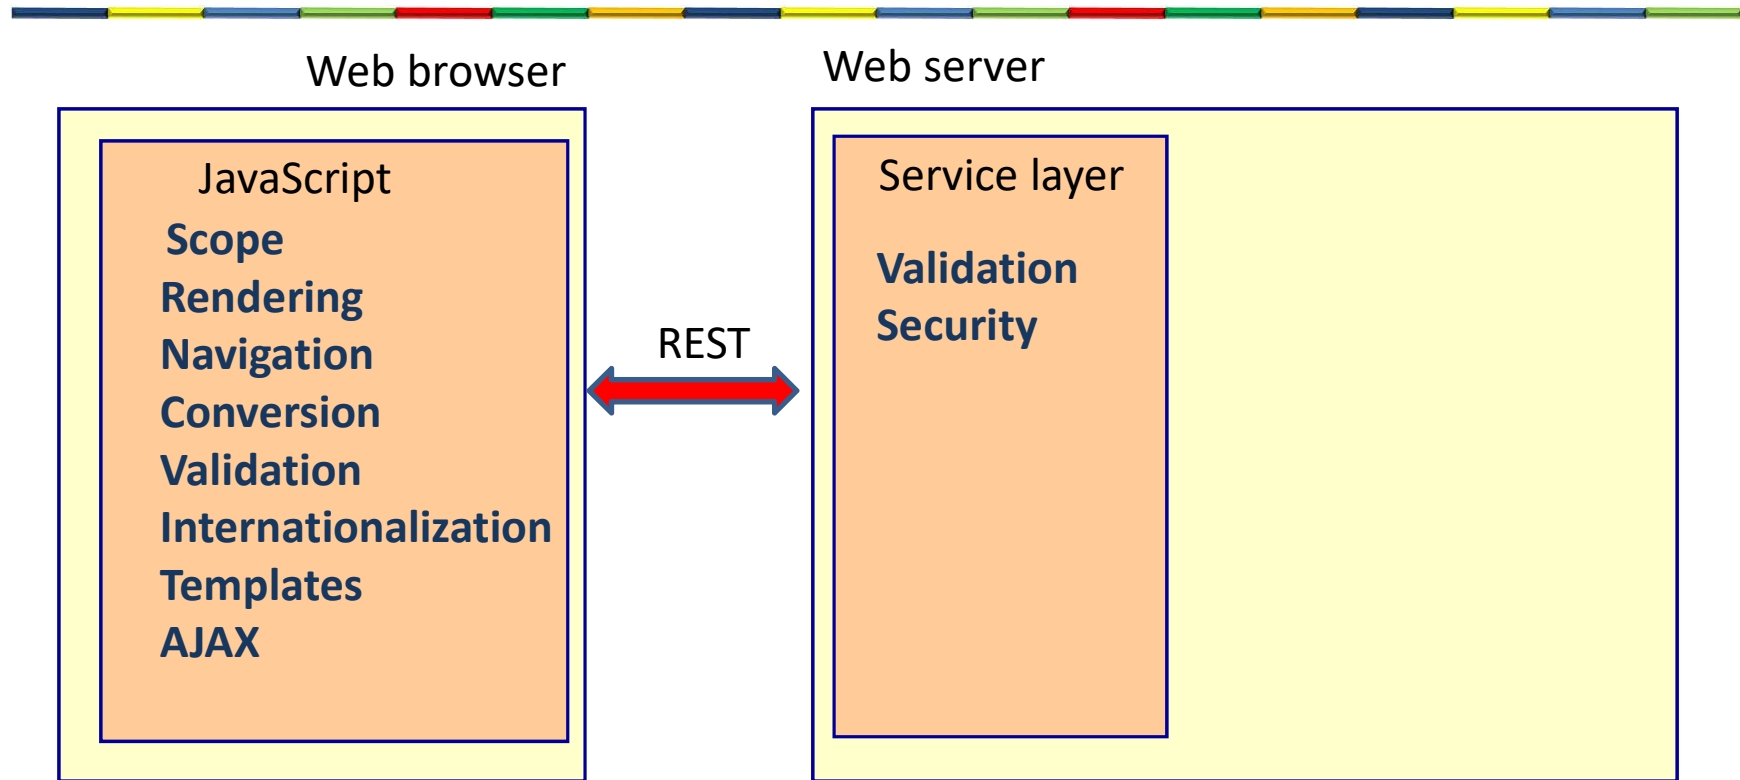 Web browser
JavaScript
Scope
Rendering
Navigation
Conversion
Validation
Internationalization
Templates
AJAX
REST
Web server
Service layer
Validation
Security